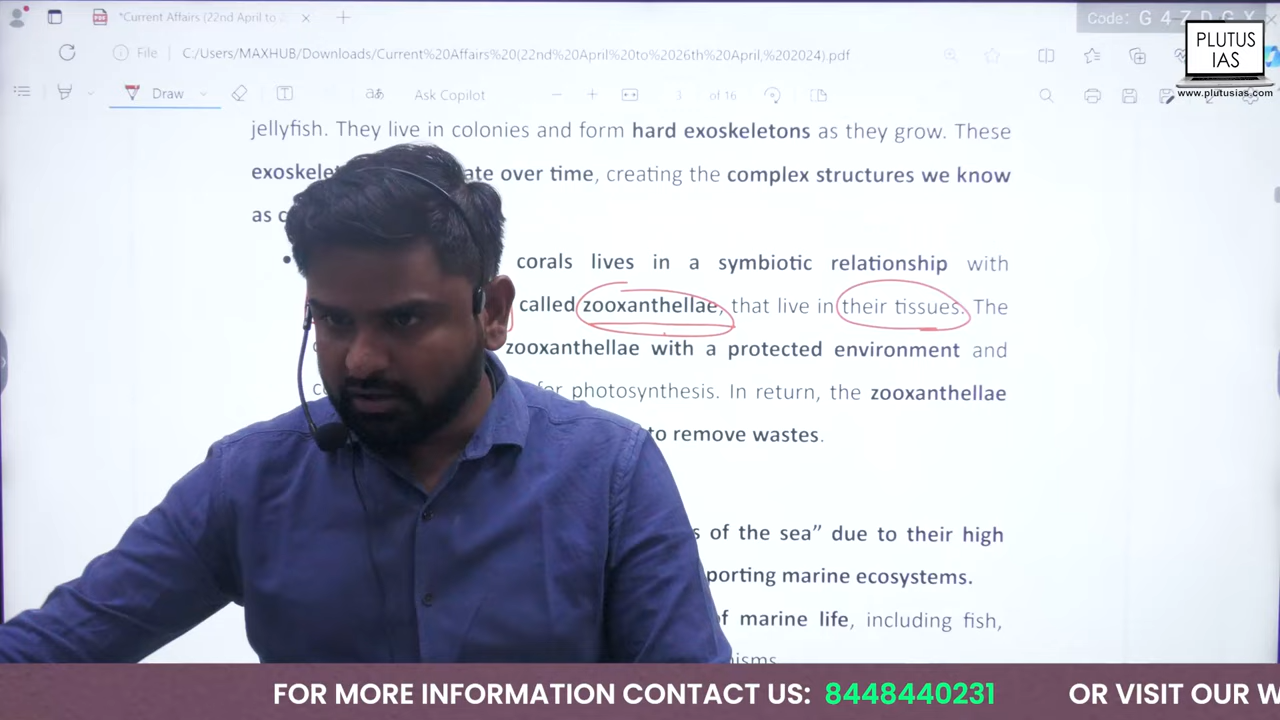 *Current Affairs (22nd April to 2
Code: G 4 Z D G X
PLUTUS
IAS
www.plutusias.com
File
C:/Users/MAXHUB/Downloads/Current%20Affairs%20(22nd%20April%20to%2026th%20April,%202024).pdf
Draw
Ask Copilot
3 of 16
jellyfish. They live in colonies and form hard exoskeletons as they grow. These
ate over time, creating the complex structures we know
as
corals lives in a symbiotic relationship with
called zooxanthellae, that live in their tissues. The
zooxanthellae with a protected environment and
for photosynthesis. In return, the zooxanthellae
to remove wastes.
of the sea” due to their high
porting marine ecosystems.
of marine life, including fish,
FOR MORE INFORMATION CONTACT US: 8448440231 OR VISIT OUR W